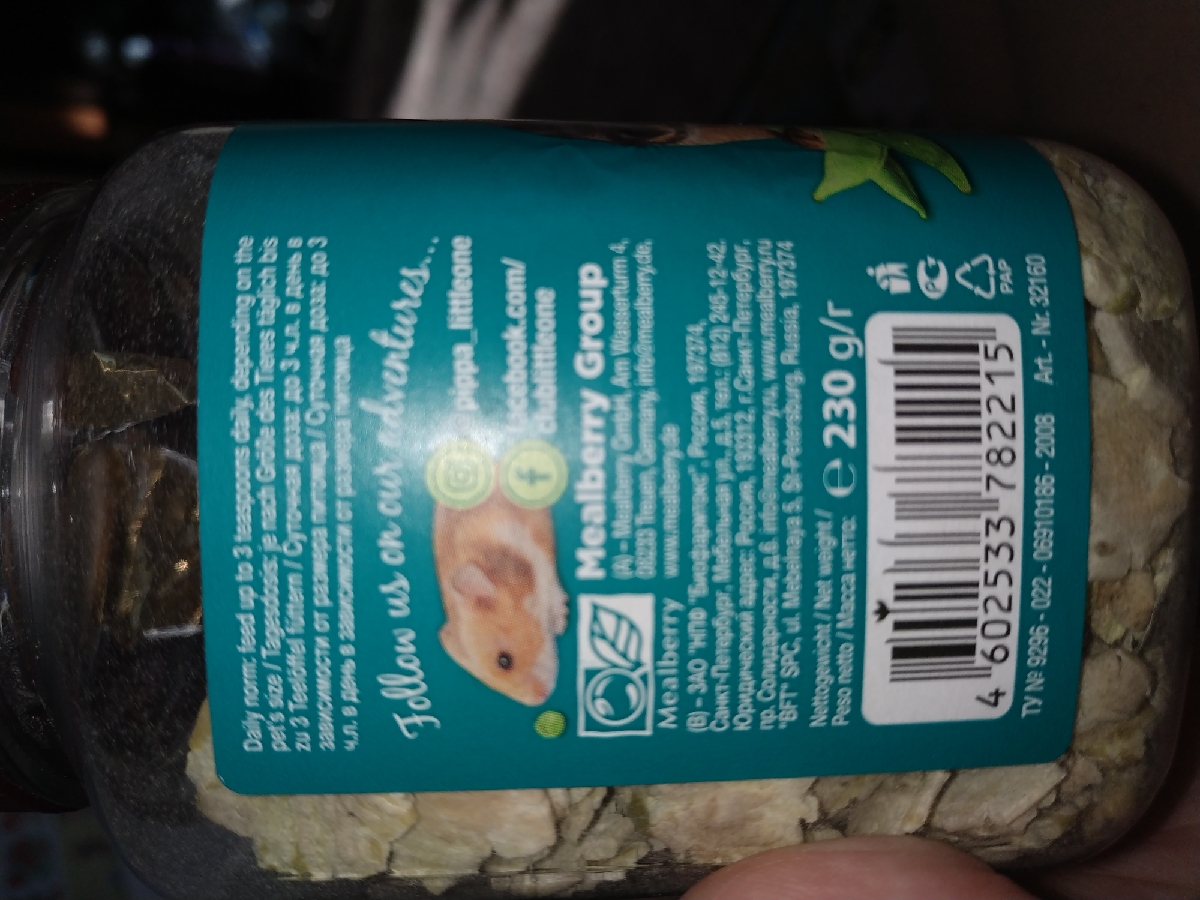 Daily norm: feed up to 3 teaspons daily, depending on the
pet's size / Tagesdosis: je nach Größe des Tieres täglich bis
zu 3 Teelöffel füttern / Суточная доза: до 3 ч.л. в день в
зависимости от размера питомца / Суточная доза: до 3
ч.л. в день в зависимости от размера питомца
Follow us on our adventures...
puppa_littleone
facebook.com/
clublittleone
Mealberry
Mealberry Group
(A) - Mealberry GmbH, Am Wasserturm 4,
Germany, info@mealberry.de,
www.mealberry.de
(B) - ЗАО "НПО "Биофармтокс", Россия, 197374,
Санкт-Петербург, Мебельная ул., д.5, тел.: (812) 245-12-42.
Юридический адрес: Россия, 193312, г.Санкт-Петербург,
пр. Солидарности, д.6, info@mealberry.ru, www.mealberry.ru
"BFT" SPC, ul. Mebelnaya 5, St-Petersburg, Russia, 197374
Nettogewicht / Net weight /
Peso netto / Масса нетто: e 230 g/г
4 602533 782215
РС
PAP
ТУ № 9296 - 022 - 06910186 - 2008 Art. - Nr. 32160